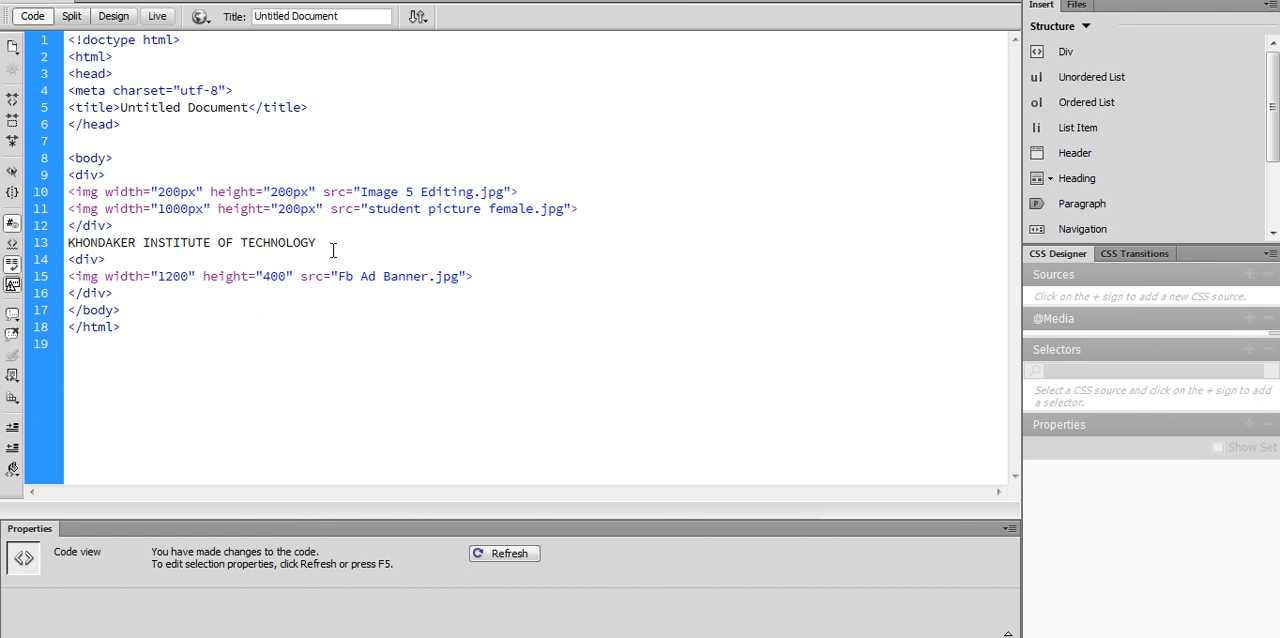 Code Split Design Live Title: Untitled Document
Insert Files
Structure
Div
ul Unordered List
ol Ordered List
li List Item
Header
Heading
P Paragraph
Navigation
1 <!doctype html>
2 <html>
3 <head>
4 <meta charset="utf-8">
5 <title>Untitled Document</title>
6 </head>
7
8 <body>
9 <div>
10 <img width="200px" height="200px" src="Image 5 Editing.jpg">
11 <img width="1000px" height="200px" src="student picture female.jpg">
12 </div>
13 KHONDAKER INSTITUTE OF TECHNOLOGY
14 <div>
15 <img width="1200" height="400" src="Fb Ad Banner.jpg">
16 </div>
17 </body>
18 </html>
19
CSS Designer CSS Transitions
Sources
Click on the + sign to add a new CSS source.
@Media
Selectors
Select a CSS source and click on the + sign to add
a selector.
Properties
Show Set
Properties
Code view
You have made changes to the code.
To edit selection properties, click Refresh or press F5.
Refresh